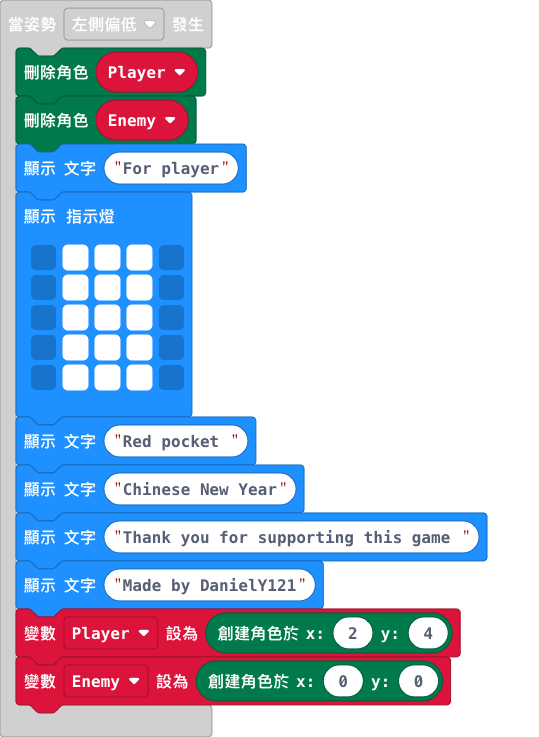 當姿勢 左側偏低 發生
刪除角色 Player
刪除角色 Enemy
顯示 文字 "For player"
顯示 指示燈
顯示 文字 "Red pocket "
顯示 文字 "Chinese New Year"
顯示 文字 "Thank you for supporting this game "
顯示 文字 "Made by DanielY121"
變數 Player 設為 創建角色於 x: 2 y: 4
變數 Enemy 設為 創建角色於 x: 0 y: 0